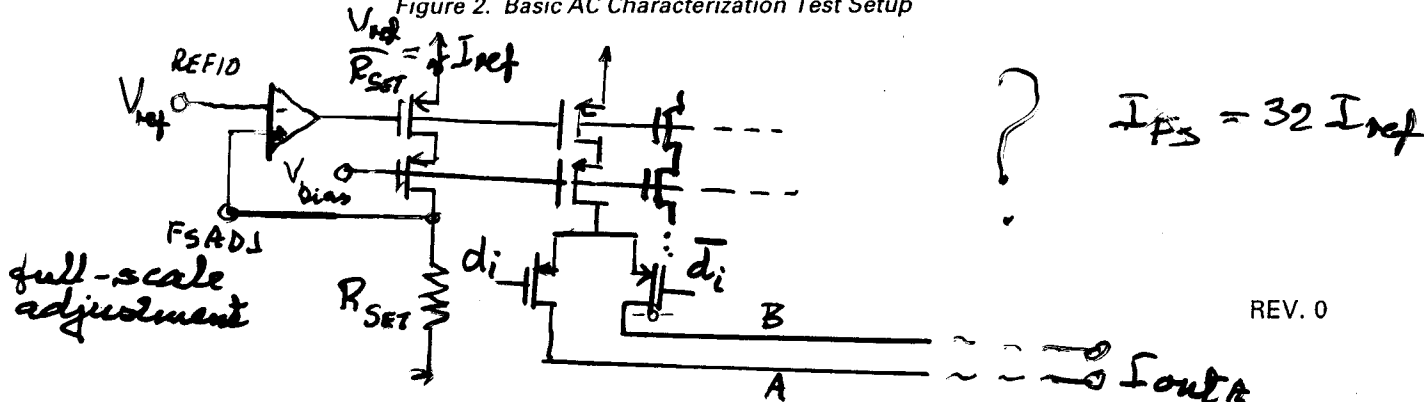 Figure 2. Basic AC Characterization Test Setup
Vref
REFIO
RSET
= Iref
Vref
Vbias
FSADJ
full-scale
adjustment
RSET
di
di
B
A
?
IFS = 32 Iref
REV. 0
IoutA